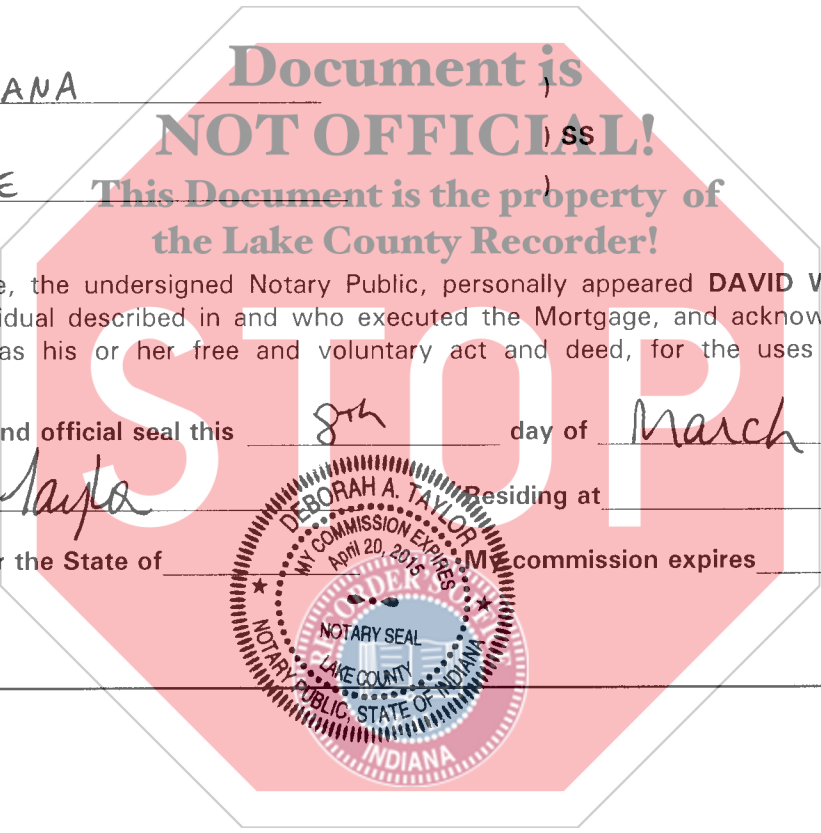 Document is
ANA )
NOT OFFICIAL!
) SS
E )
This Document is the property of
the Lake County Recorder!
e, the undersigned Notary Public, personally appeared DAVID W
idual described in and who executed the Mortgage, and acknow
as his or her free and voluntary act and deed, for the uses
STOP
nd official seal this 8th day of March
Taylor
Residing at
r the State of
My commission expires
DEBORAH A. TAYLOR
MY COMMISSION EXPIRES
April 20, 2015
NOTARY SEAL
LAKE COUNTY
NOTARY PUBLIC, STATE OF INDIANA
RECORDER'S OFFICE
INDIANA